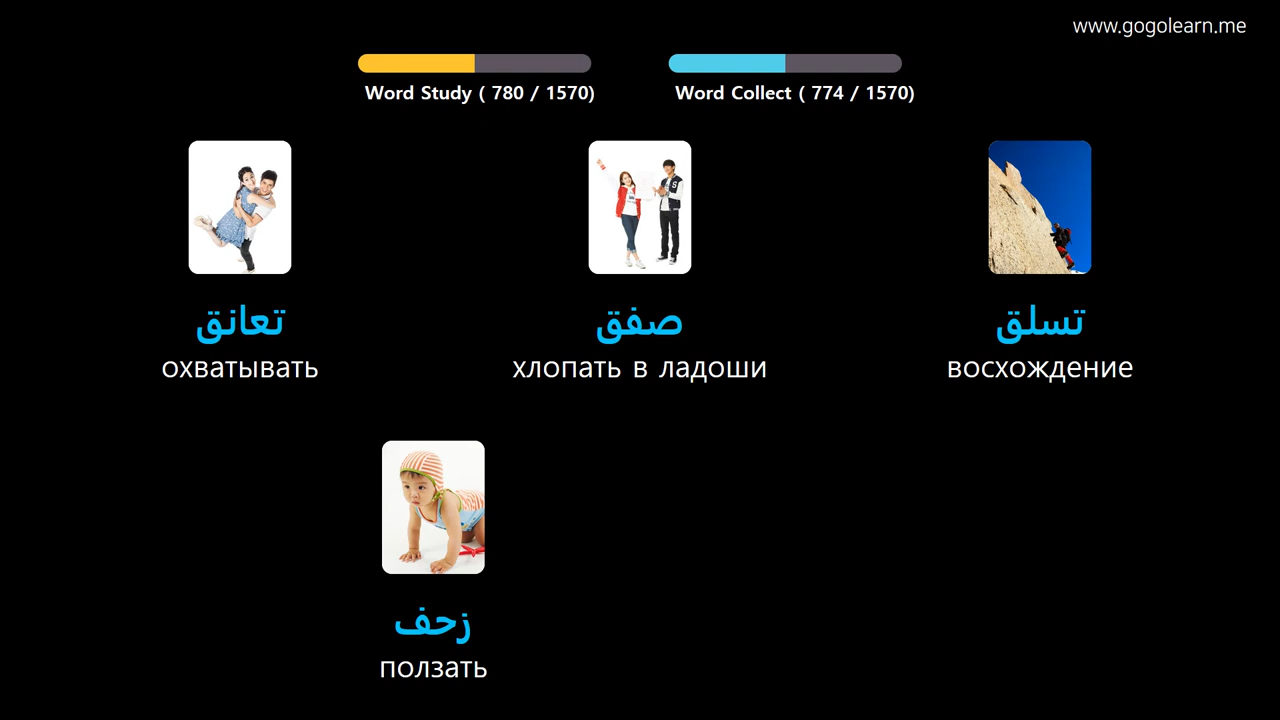 www.gogolearn.me
Word Study ( 780 / 1570)
Word Collect ( 774 / 1570)
تعانق
охватывать
صفق
хлопать в ладоши
تسلق
восхождение
زحف
ползать